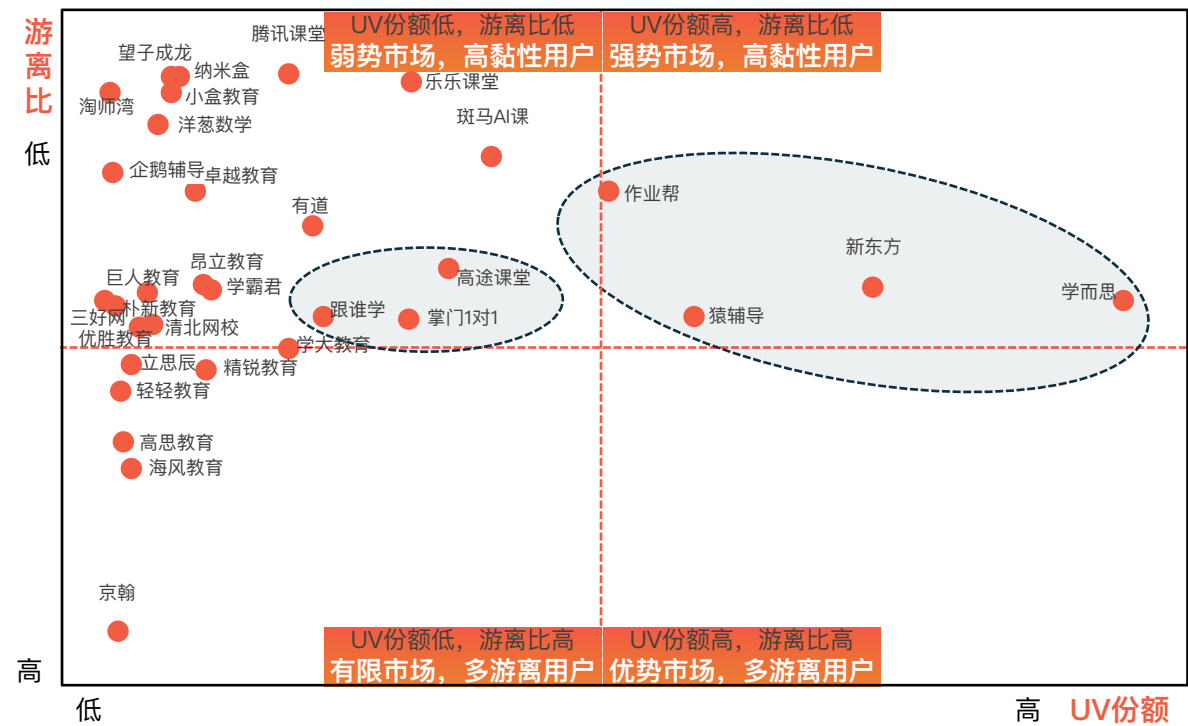 游
离
比
低
高
UV份额低，游离比低
弱势市场，高黏性用户
UV份额高，游离比低
强势市场，高黏性用户
腾讯课堂
望子成龙
纳米盒
乐乐课堂
淘师湾
小盒教育
斑马AI课
洋葱数学
企鹅辅导
卓越教育
作业帮
有道
新东方
昂立教育
巨人教育
学霸君
高途课堂
学而思
朴新教育
跟谁学
掌门1对1
猿辅导
三好网
清北网校
优胜教育
学大教育
立思辰
精锐教育
轻轻教育
高思教育
海风教育
京翰
UV份额低，游离比高
有限市场，多游离用户
UV份额高，游离比高
优势市场，多游离用户
低
高
UV份额